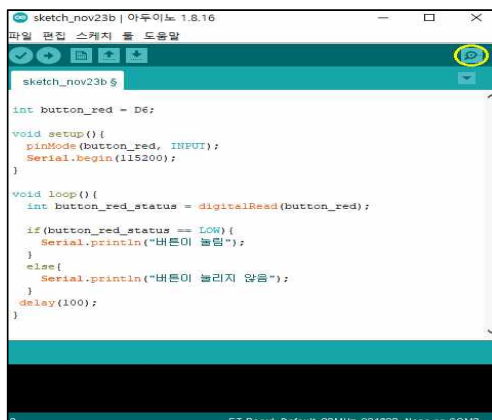 sketch_nov23b | 아두이노 1.8.16
파일 편집 스케치 툴 도움말
sketch_nov23b §
int button_red = D6;
void setup(){
pinMode(button_red, INPUT);
Serial.begin(115200);
}
void loop(){
int button_red_status = digitalRead(button_red);
if(button_red_status == LOW){
Serial.println("버튼이 눌림");
}
else{
Serial.println("버튼이 눌리지 않음");
}
delay(100);
}